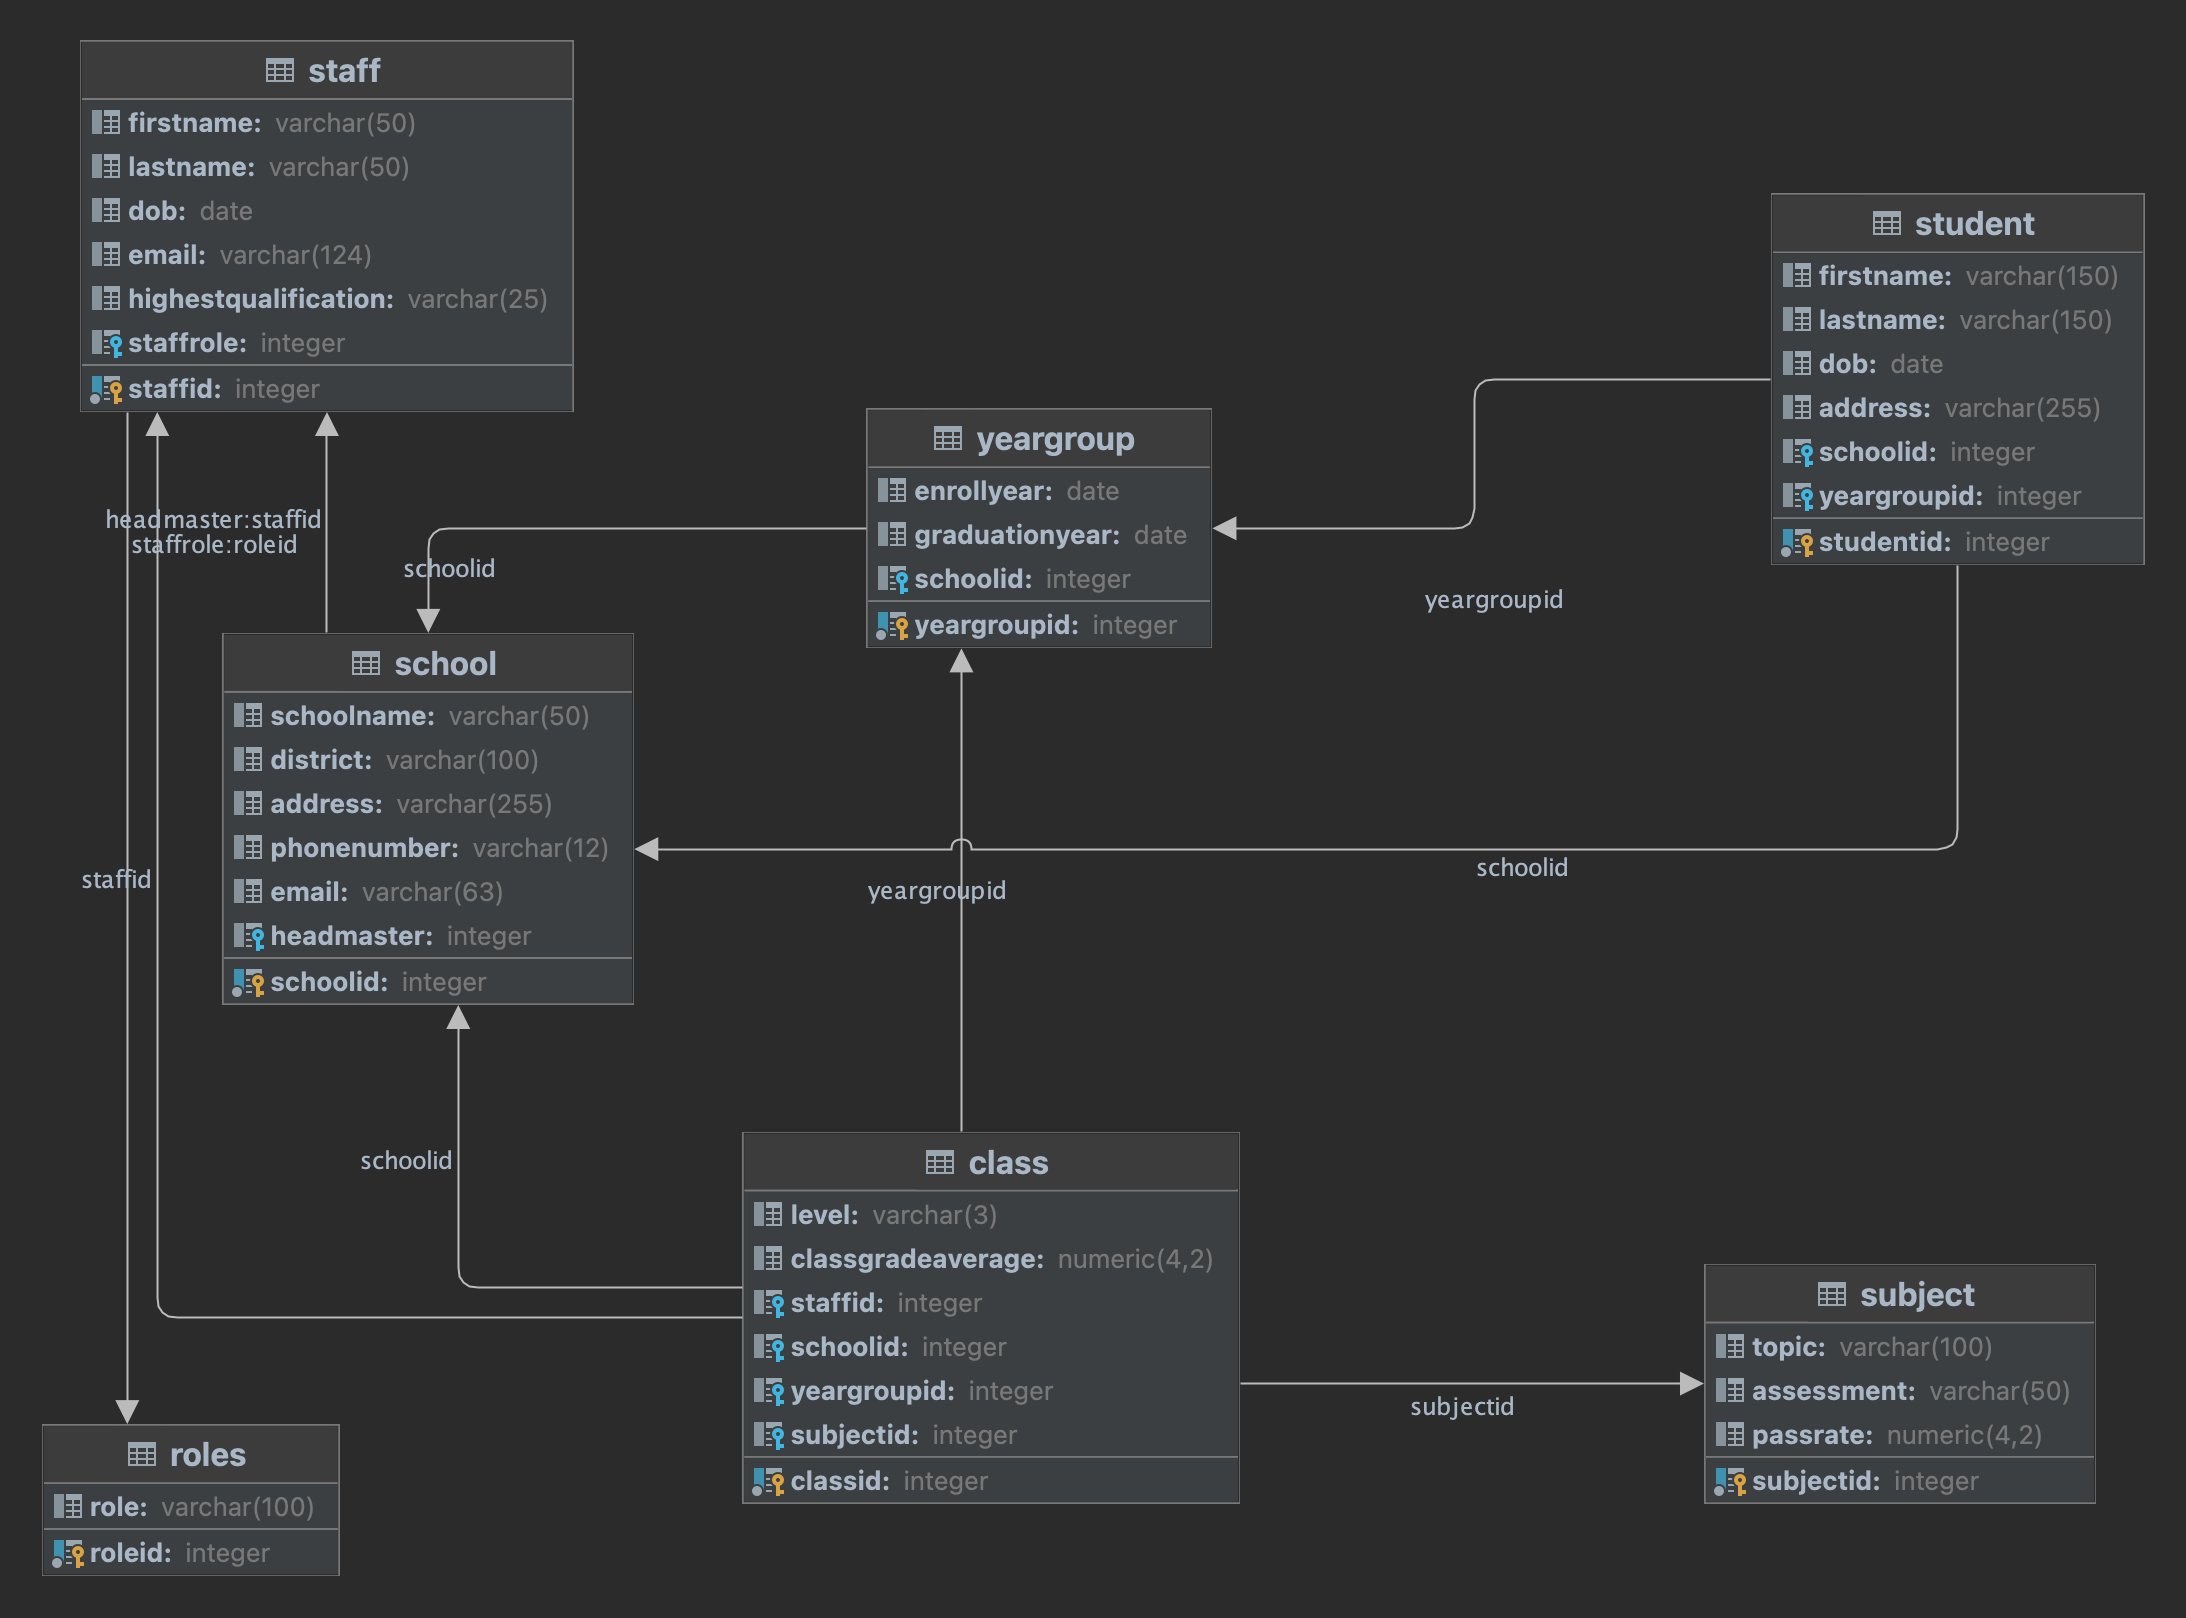 staff
firstname: varchar(50)
lastname: varchar(50)
dob: date
email: varchar(124)
highestqualification: varchar(25)
staffrole: integer
staffid: integer
student
firstname: varchar(150)
lastname: varchar(150)
dob: date
address: varchar(255)
schoolid: integer
yeargroupid: integer
studentid: integer
yeargroup
enrollyear: date
graduationyear: date
schoolid: integer
yeargroupid: integer
headmaster:staffid
staffrole:roleid
schoolid
yeargroupid
school
schoolname: varchar(50)
district: varchar(100)
address: varchar(255)
phonenumber: varchar(12)
email: varchar(63)
headmaster: integer
schoolid: integer
staffid
yeargroupid
schoolid
schoolid
class
level: varchar(3)
classgradeaverage: numeric(4,2)
staffid: integer
schoolid: integer
yeargroupid: integer
subjectid: integer
classid: integer
subjectid
subject
topic: varchar(100)
assessment: varchar(50)
passrate: numeric(4,2)
subjectid: integer
roles
role: varchar(100)
roleid: integer